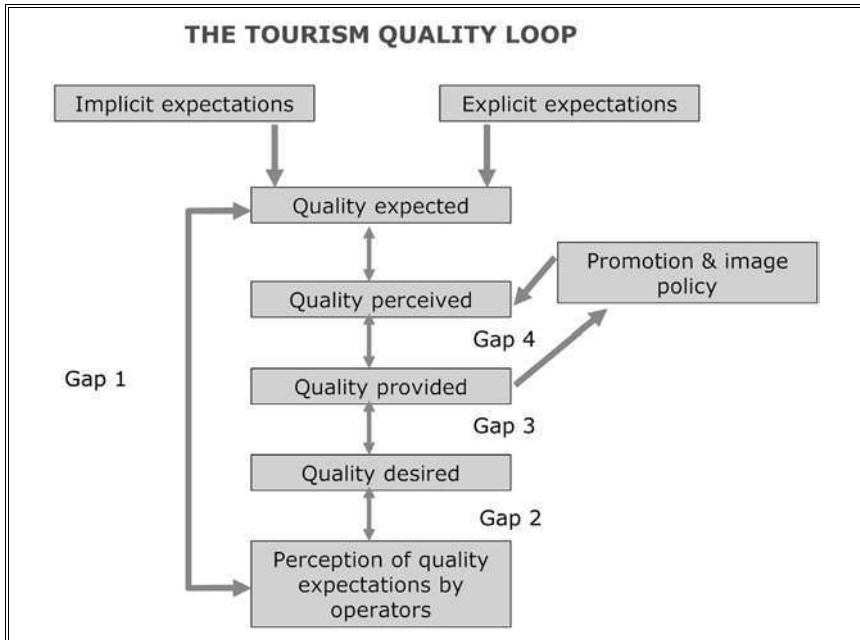 THE TOURISM QUALITY LOOP
Implicit expectations
Explicit expectations
Quality expected
Promotion & image
policy
Quality perceived
Gap 4
Gap 1
Quality provided
Gap 3
Quality desired
Gap 2
Perception of quality
expectations by
operators